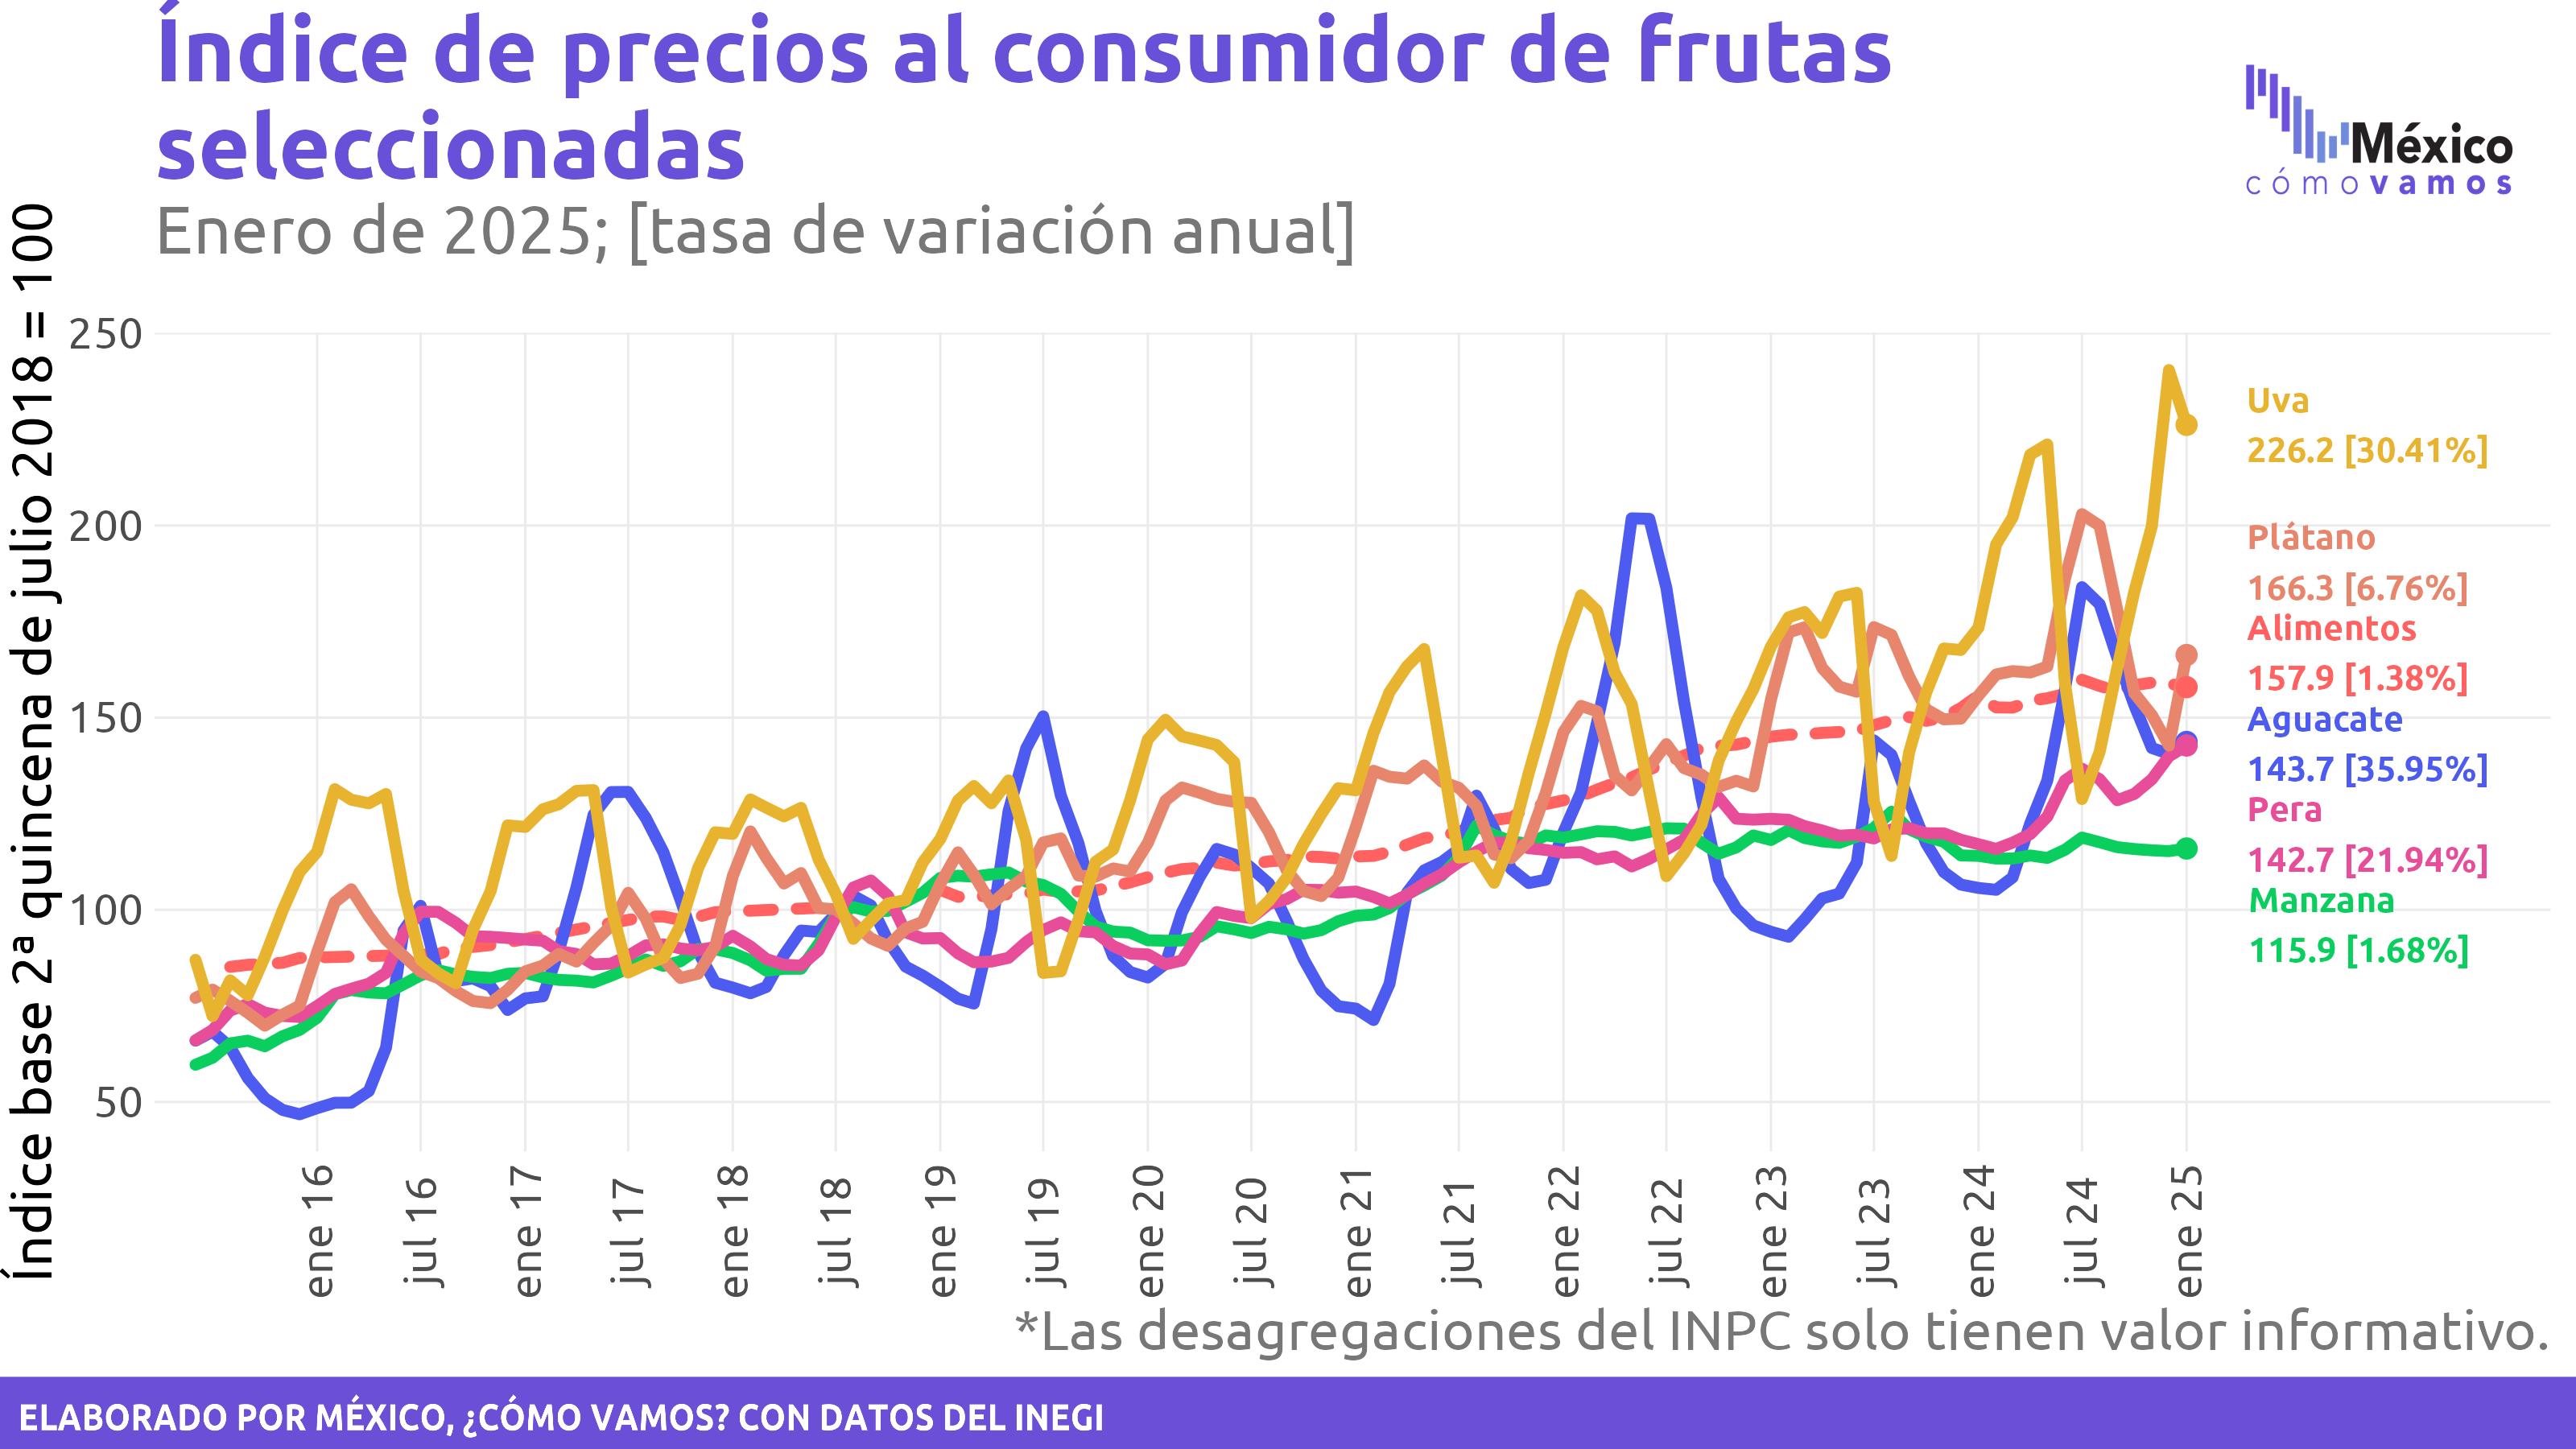 Índice de precios al consumidor de frutas
seleccionadas
Enero de 2025; [tasa de variación anual]
México
cómo vamos
Índice base 2ª quincena de julio 2018 = 100
250
200
150
100
50
Uva
226.2 [30.41%]
Plátano
166.3 [6.76%]
Alimentos
157.9 [1.38%]
Aguacate
143.7 [35.95%]
Pera
142.7 [21.94%]
Manzana
115.9 [1.68%]
ene 16
jul 16
ene 17
jul 17
ene 18
jul 18
ene 19
jul 19
ene 20
jul 20
ene 21
jul 21
ene 22
jul 22
ene 23
jul 23
ene 24
jul 24
ene 25
*Las desagregaciones del INPC solo tienen valor informativo.
ELABORADO POR MÉXICO, ¿CÓMO VAMOS? CON DATOS DEL INEGI